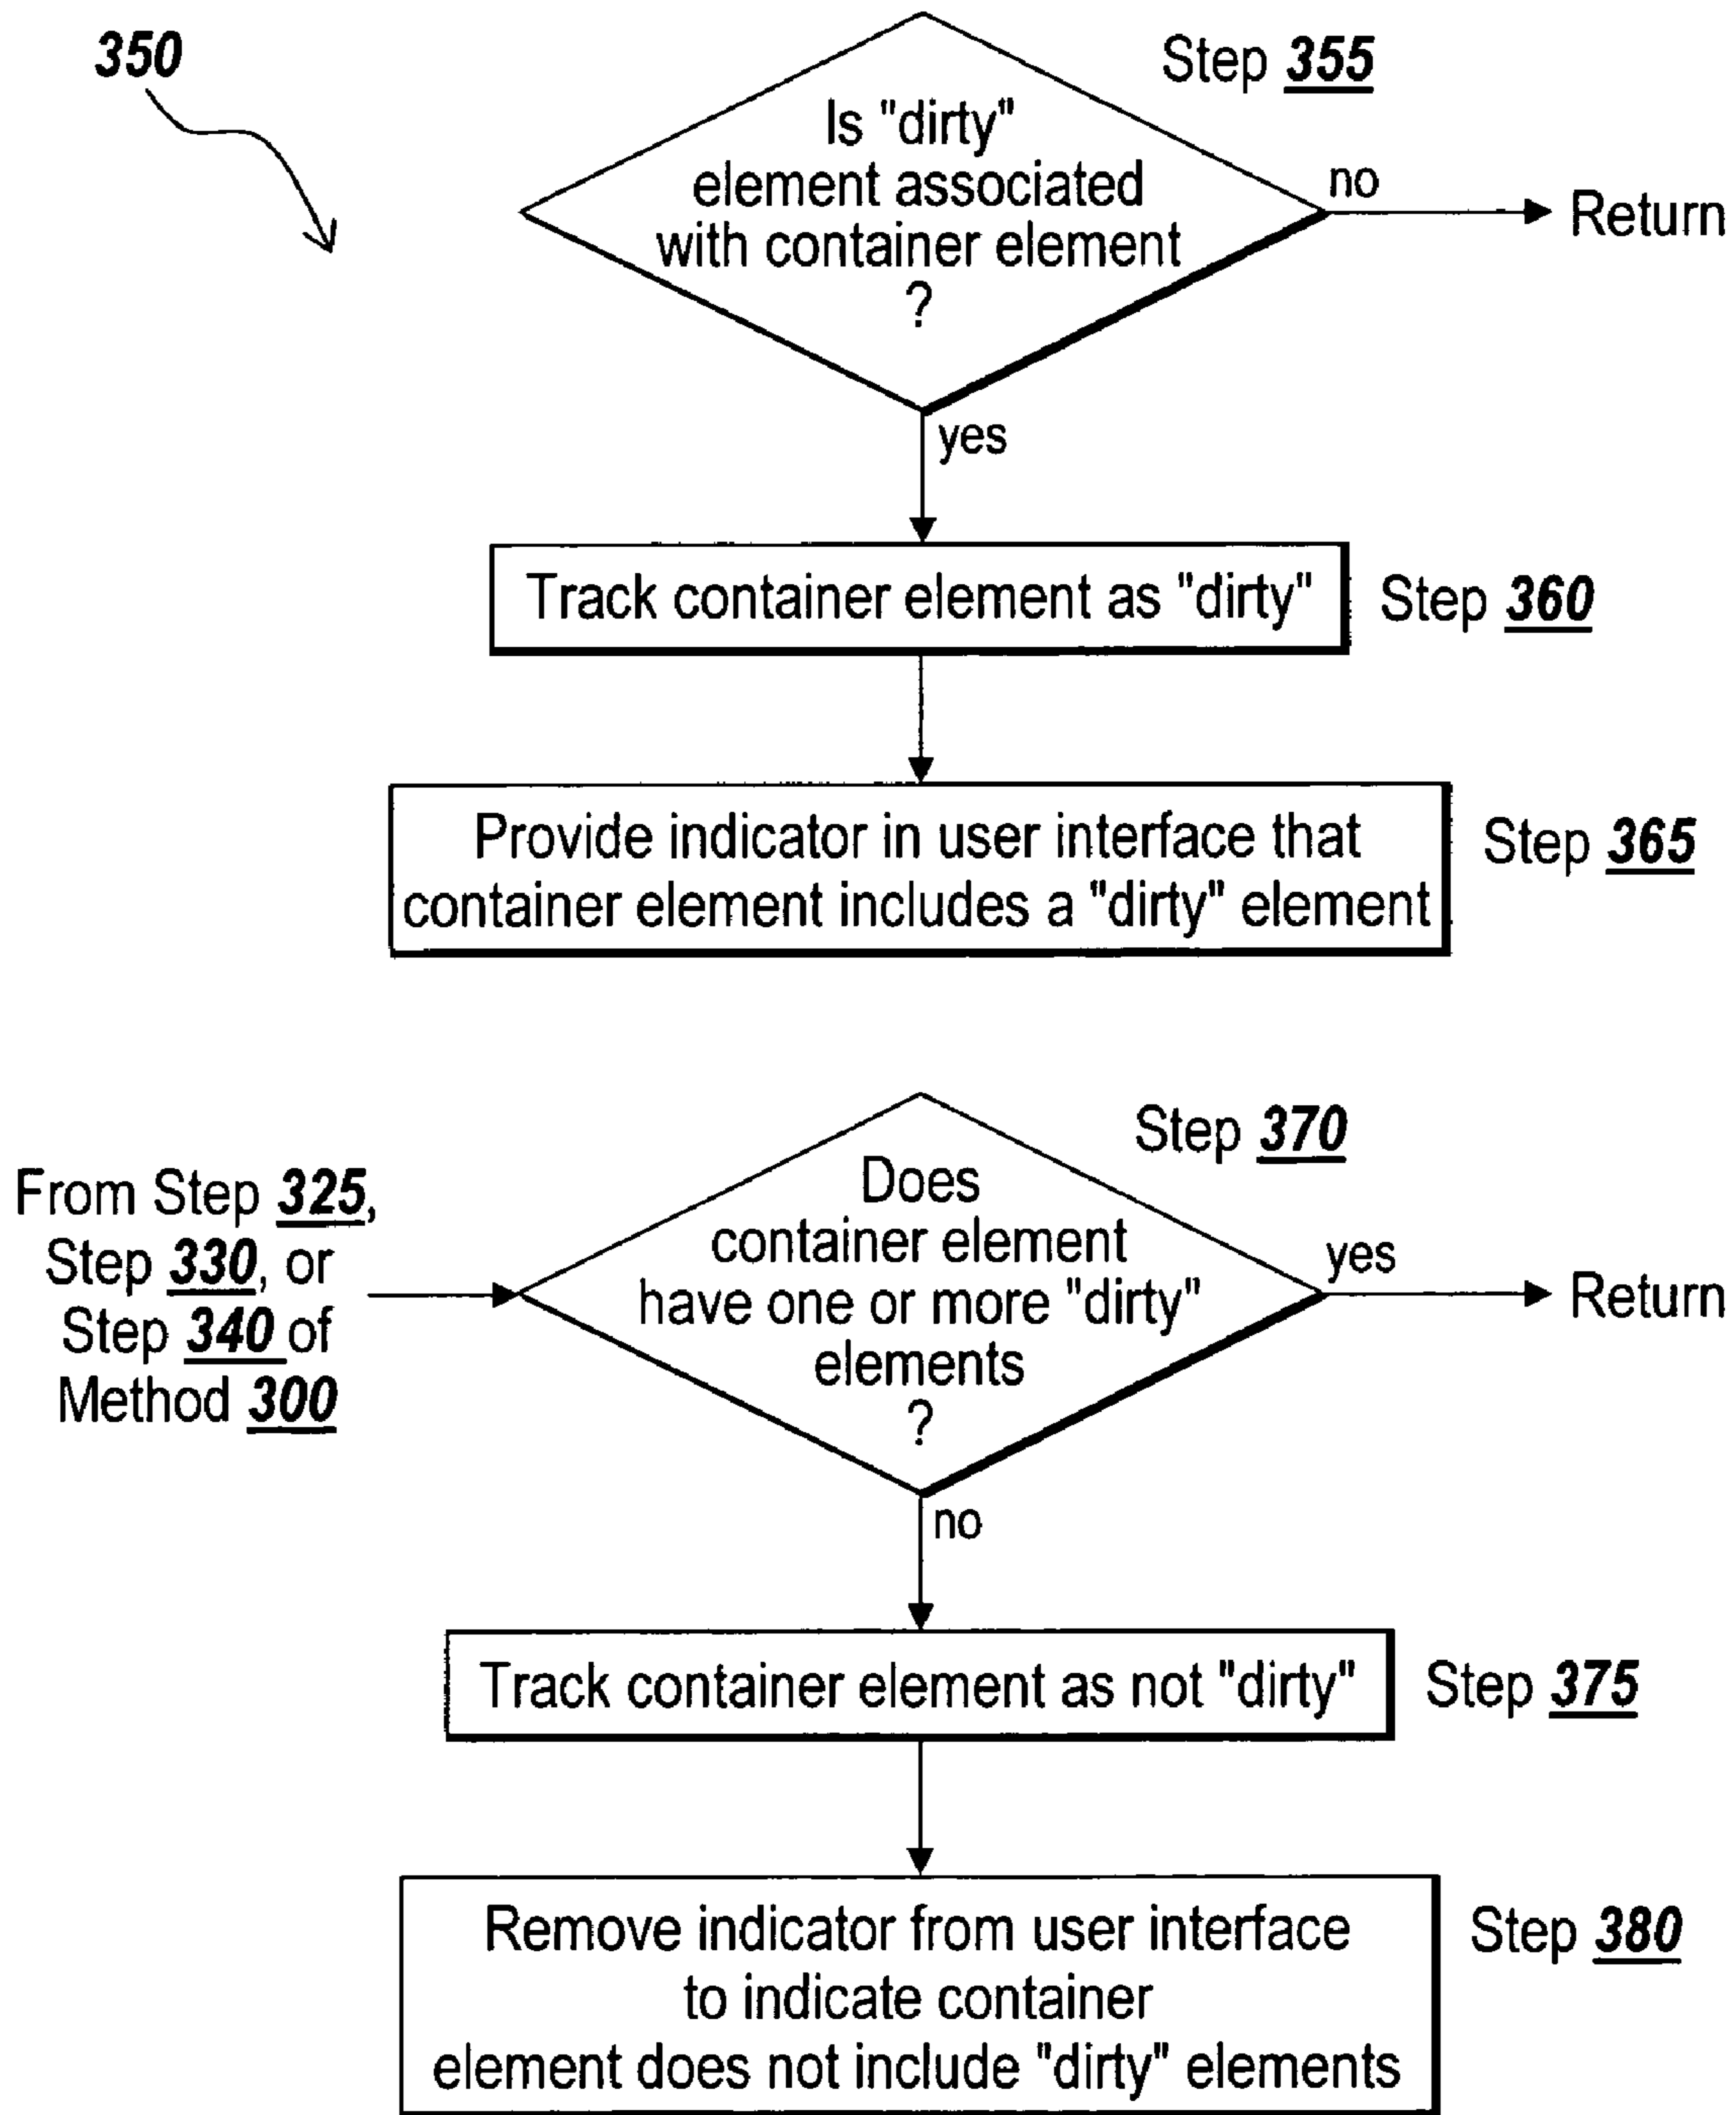 350
Step 355
Is "dirty"
element associated
with container element
?
no
Return
yes
Track container element as "dirty"
Step 360
Provide indicator in user interface that
container element includes a "dirty" element
Step 365
Step 370
From Step 325,
Step 330, or
Step 340 of
Method 300
Does
container element
have one or more "dirty"
elements
?
yes
Return
no
Track container element as not "dirty"
Step 375
Remove indicator from user interface
to indicate container
element does not include "dirty" elements
Step 380